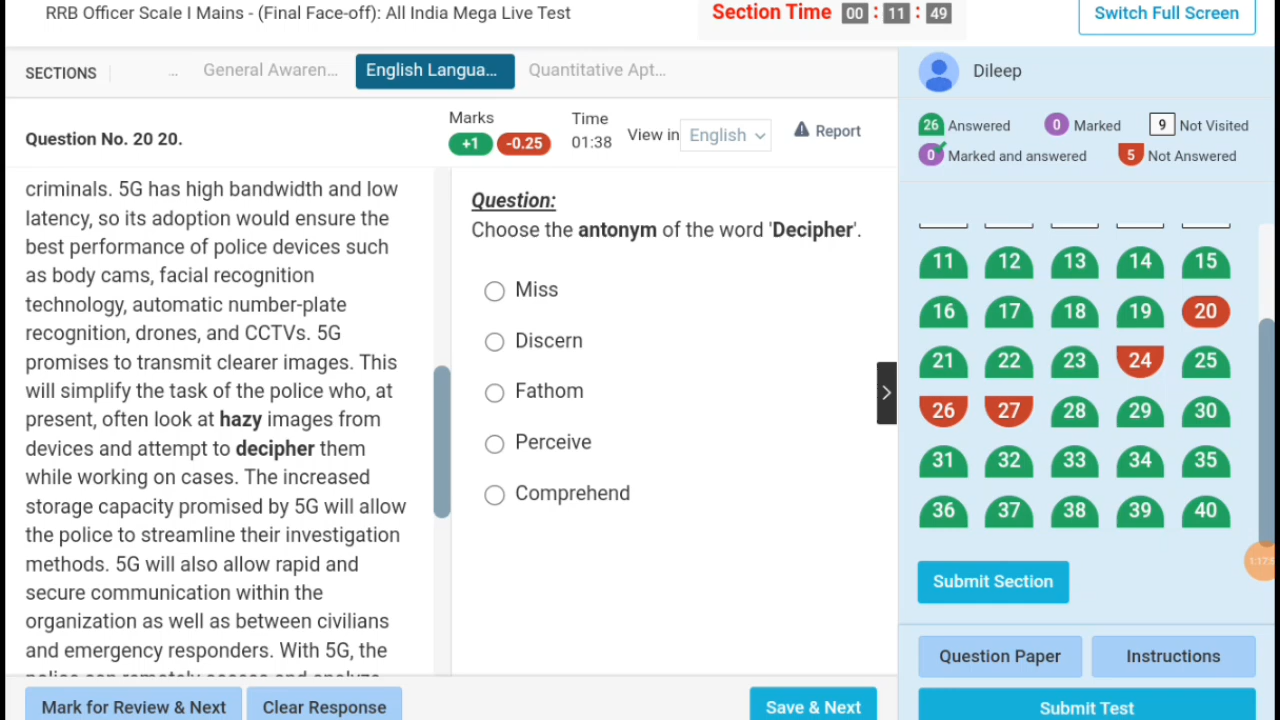 RRB Officer Scale I Mains - (Final Face-off): All India Mega Live Test
Section Time 00 : 11 : 49
Switch Full Screen
SECTIONS
...
General Awaren...
English Langua...
Quantitative Apt...
Dileep
Question No. 20 20.
Marks
+1 -0.25
Time
01:38
View in English
Report
26 Answered
0 Marked
9 Not Visited
0 Marked and answered
5 Not Answered
criminals. 5G has high bandwidth and low
latency, so its adoption would ensure the
best performance of police devices such
as body cams, facial recognition
technology, automatic number-plate
recognition, drones, and CCTVs. 5G
promises to transmit clearer images. This
will simplify the task of the police who, at
present, often look at hazy images from
devices and attempt to decipher them
while working on cases. The increased
storage capacity promised by 5G will allow
the police to streamline their investigation
methods. 5G will also allow rapid and
secure communication within the
organization as well as between civilians
and emergency responders. With 5G, the
police can remotely access and analyze
Question:
Choose the antonym of the word 'Decipher'.
Miss
Discern
Fathom
Perceive
Comprehend
11 12 13 14 15
16 17 18 19 20
21 22 23 24 25
26 27 28 29 30
31 32 33 34 35
36 37 38 39 40
Submit Section
Question Paper
Instructions
Mark for Review & Next
Clear Response
Save & Next
Submit Test